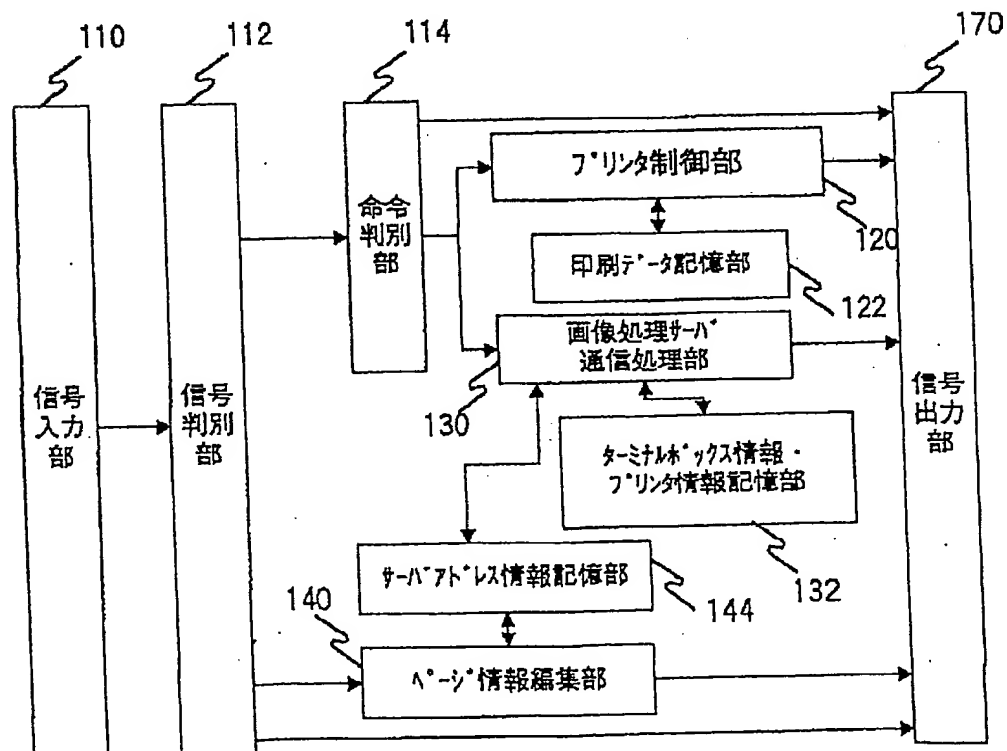 110
112
114
170
プリンタ制御部
命令
判別
部
120
印刷データ記憶部
122
画像処理サーバ
通信処理部
信号
入力
部
信号
判別
部
信号
出力
部
130
ターミナルボックス情報・
プリンタ情報記憶部
132
サーバアドレス情報記憶部
144
140
ページ情報編集部